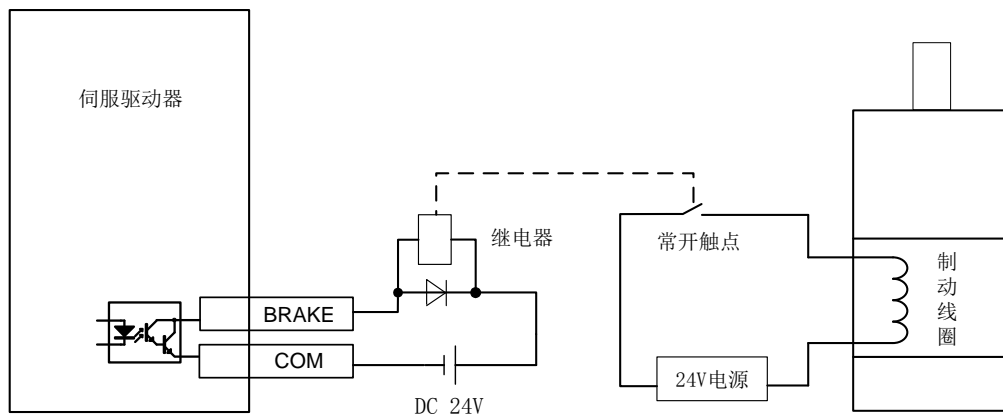 伺服驱动器
继电器
常开触点
制动线圈
BRAKE
COM
24V电源
DC 24V